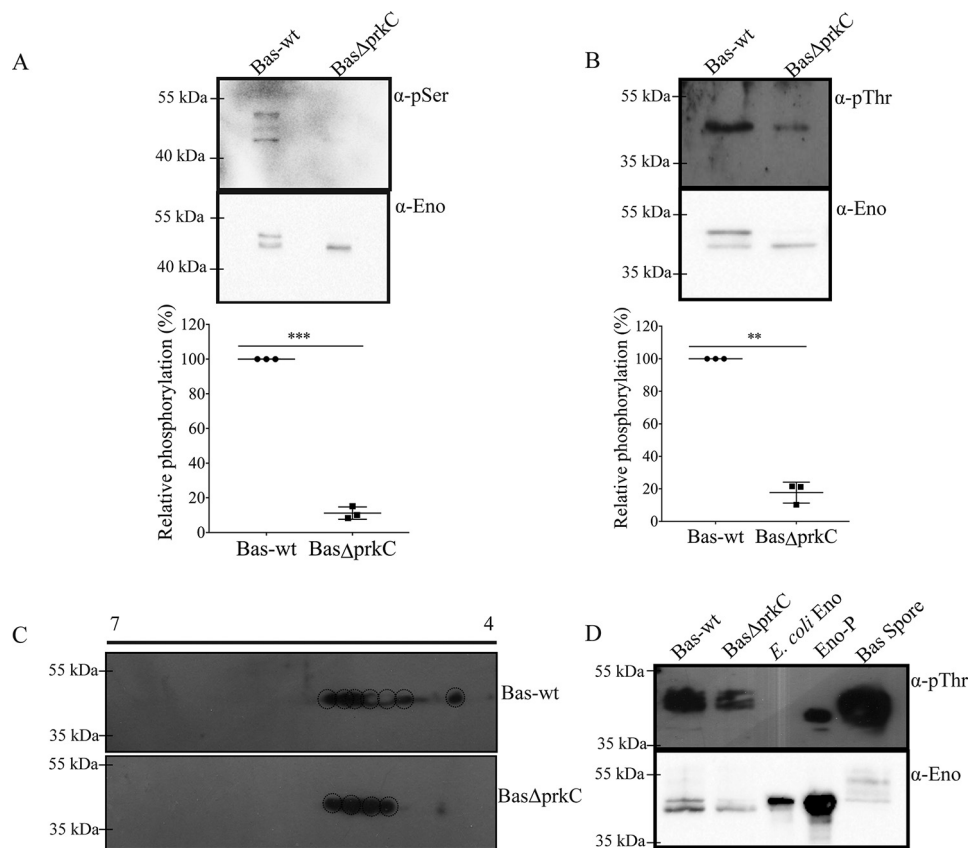 A
Bas-wt BasΔprkC
55 kDa
40 kDa
α-pSer
55 kDa
40 kDa
α-Eno
Relative phosphorylation (%)
120
100
80
60
40
20
0
***
Bas-wt BasΔprkC
B
Bas-wt BasΔprkC
55 kDa
35 kDa
α-pThr
55 kDa
35 kDa
α-Eno
Relative phosphorylation (%)
120
100
80
60
40
20
0
**
Bas-wt BasΔprkC
C
7 4
55 kDa
35 kDa
Bas-wt
55 kDa
35 kDa
BasΔprkC
D
Bas-wt BasΔprkC E. coli Eno Eno-P Bas Spore
55 kDa
35 kDa
α-pThr
55 kDa
35 kDa
α-Eno